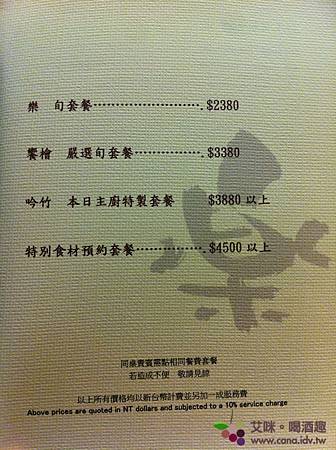 樂 旬套餐……………………….$2380
饗檜 嚴選旬套餐……………….$3380
吟竹 本日主廚特製套餐 $3880 以上
特別食材預約套餐……………….$4500 以上
同桌貴賓需點相同餐費套餐
若造成不便 敬請見諒
以上所有價格均以新台幣計費並另加一成服務費
Above prices are quoted in NT dollars and subjected to a 10% service charge
艾咪。喝酒趣
www.cana.idv.tw